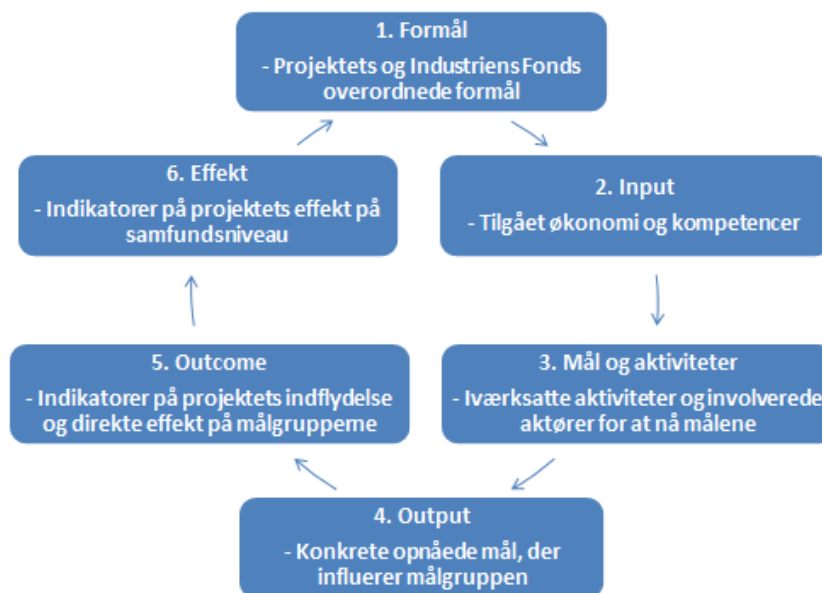 1. Formål
- Projektets og Industriens Fonds
overordnede formål
2. Input
- Tilgået økonomi og kompetencer
3. Mål og aktiviteter
- Iværksatte aktiviteter og involverede
aktører for at nå målene
4. Output
- Konkrete opnåede mål, der
influerer målgruppen
5. Outcome
- Indikatorer på projektets indflydelse
og direkte effekt på målgrupperne
6. Effekt
- Indikatorer på projektets effekt på
samfundsniveau